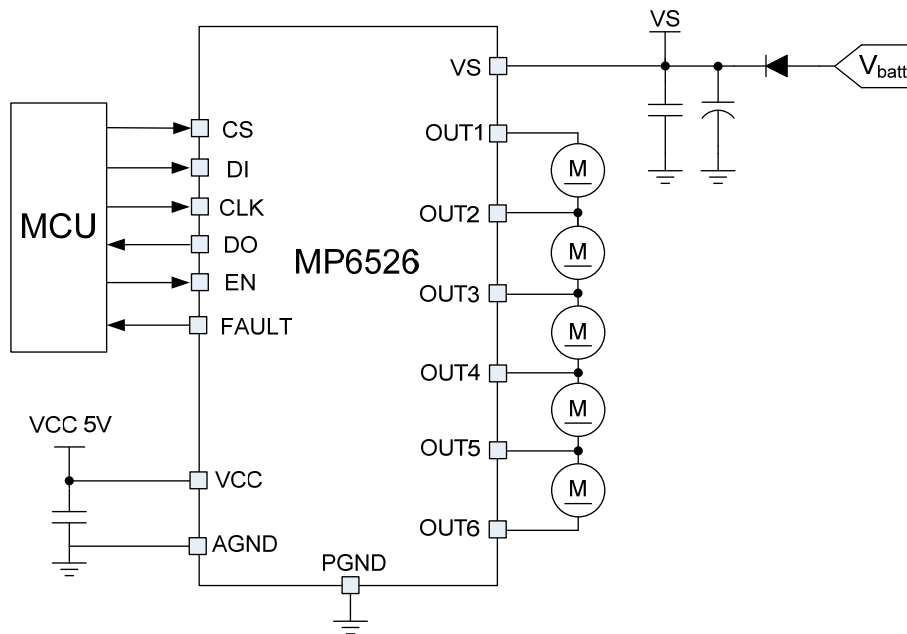 VS
VS
Vbatt
OUT1
CS
M
DI
OUT2
CLK
MCU
M
DO
MP6526
EN
OUT3
FAULT
M
OUT4
M
VCC 5V
OUT5
VCC
M
OUT6
AGND
PGND